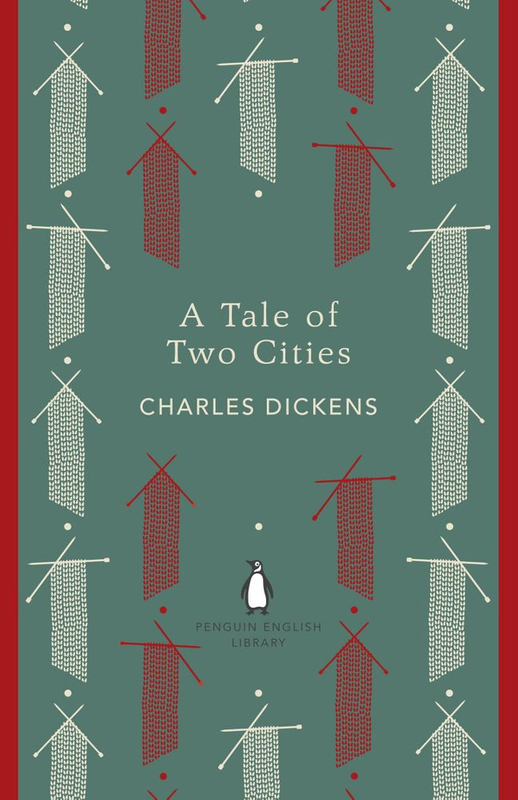 A Tale of
Two Cities
CHARLES DICKENS
PENGUIN ENGLISH
LIBRARY